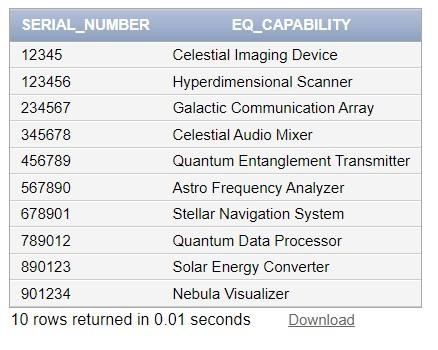 SERIAL_NUMBER EQ_CAPABILITY
12345 Celestial Imaging Device
123456 Hyperdimensional Scanner
234567 Galactic Communication Array
345678 Celestial Audio Mixer
456789 Quantum Entanglement Transmitter
567890 Astro Frequency Analyzer
678901 Stellar Navigation System
789012 Quantum Data Processor
890123 Solar Energy Converter
901234 Nebula Visualizer
10 rows returned in 0.01 seconds Download